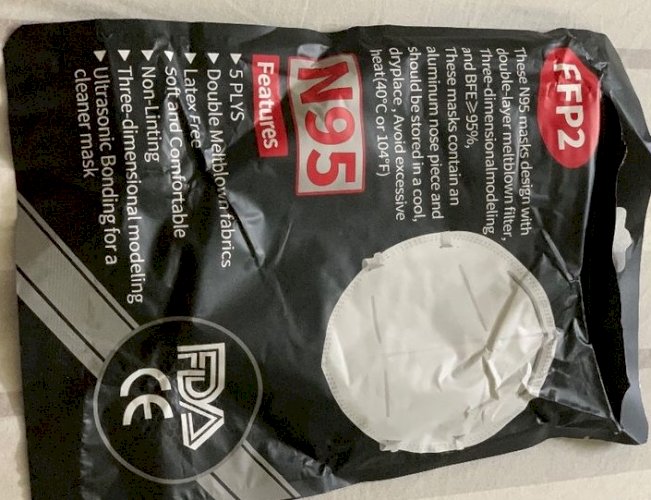 FFP2
These N95 masks design with
double-layer meltblown filter,
Three-dimensionalmodeling,
and BFE≥95%,
These masks contain an
aluminum nose piece and
should be stored in a cool,
dryplace, Avoid excessive
heat(40°C or 104°F)
N95
Features
▶ 5 PLYS
▶ Double Meltblown fabrics
▶ Latex-Free
Soft and Comfortable
▶ Non-Linting
▶ Three-dimensional modeling
▶ Ultrasonic Bonding for a
cleaner mask
FDA
CE